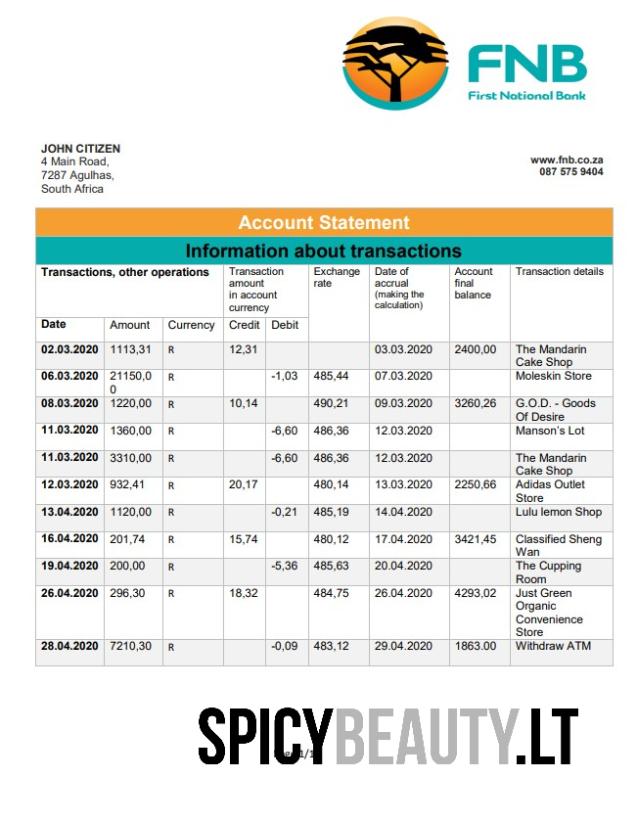 FNB
First National Bank
JOHN CITIZEN
4 Main Road,
7287 Agulhas,
South Africa
www.fnb.co.za
087 575 9404
Account Statement
Information about transactions
Transactions, other operations
Transaction
amount
in account
currency
Exchange
rate
Date of
accrual
(making the
calculation)
Account
final
balance
Transaction details
Date Amount Currency Credit Debit
02.03.2020 1113,31 R 12,31 03.03.2020 2400,00 The Mandarin
Cake Shop
06.03.2020 21150,0 R -1,03 485,44 07.03.2020 Moleskin Store
0
08.03.2020 1220,00 R 10,14 490,21 09.03.2020 3260,26 G.O.D. - Goods
Of Desire
11.03.2020 1360,00 R -6,60 486,36 12.03.2020 Manson's Lot
11.03.2020 3310,00 R -6,60 486,36 12.03.2020 The Mandarin
Cake Shop
12.03.2020 932,41 R 20,17 480,14 13.03.2020 2250,66 Adidas Outlet
Store
13.04.2020 1120,00 R -0,21 485,19 14.04.2020 Lulu lemon Shop
16.04.2020 201,74 R 15,74 480,12 17.04.2020 3421,45 Classified Sheng
Wan
19.04.2020 200,00 R -5,36 485,63 20.04.2020 The Cupping
Room
26.04.2020 296,30 R 18,32 484,75 26.04.2020 4293,02 Just Green
Organic
Convenience
Store
28.04.2020 7210,30 R -0,09 483,12 29.04.2020 1863.00 Withdraw ATM
SPICYBEAUTY.LT